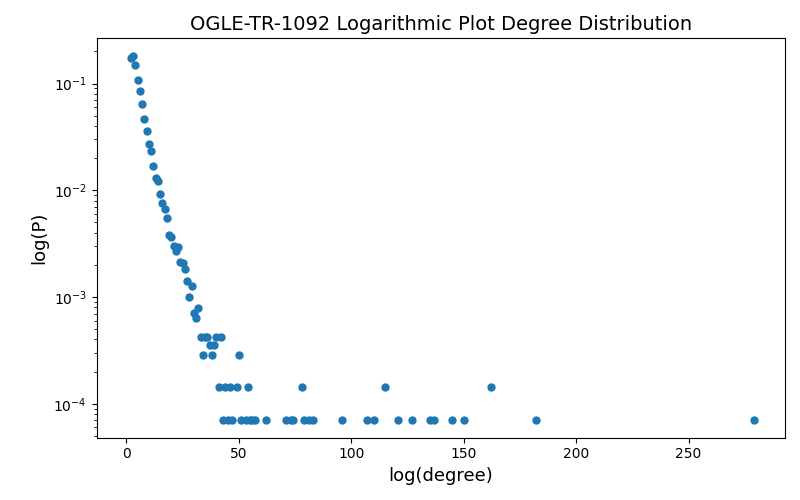 OGLE-TR-1092 Logarithmic Plot Degree Distribution
10⁻¹
10⁻²
10⁻³
10⁻⁴
log(P)
0 50 100 150 200 250
log(degree)